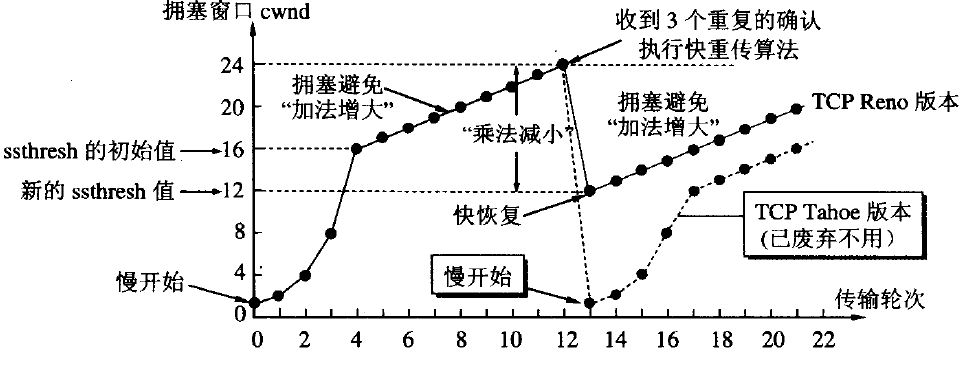 拥塞窗口 cwnd
收到 3 个重复的确认
执行快重传算法
24
拥塞避免
“加法增大”
20
“乘法减小”
拥塞避免
“加法增大”
TCP Reno 版本
ssthresh 的初始值
16
新的 ssthresh 值
12
快恢复
TCP Tahoe 版本
(已废弃不用)
8
慢开始
4
慢开始
传输轮次
0
0 2 4 6 8 10 12 14 16 18 20 22